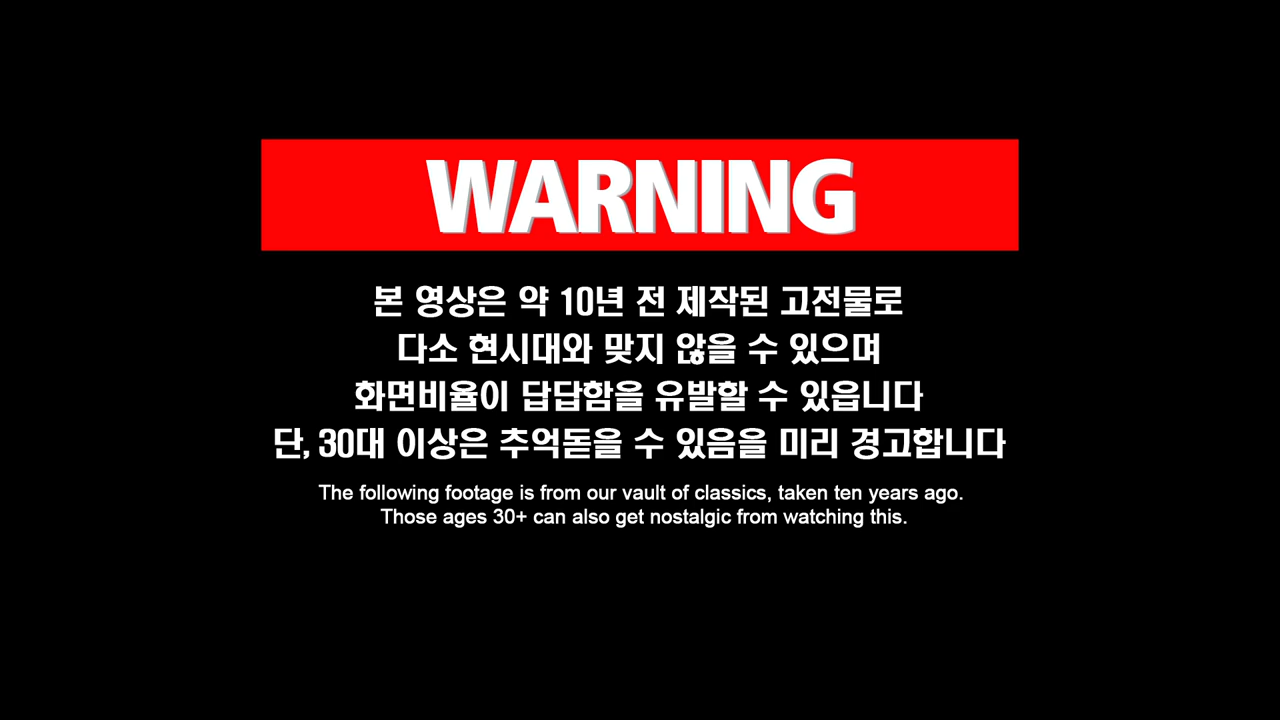 WARNING
본 영상은 약 10년 전 제작된 고전물로
다소 현시대와 맞지 않을 수 있으며
화면비율이 답답함을 유발할 수 있읍니다
단, 30대 이상은 추억돋을 수 있음을 미리 경고합니다
The following footage is from our vault of classics, taken ten years ago.
Those ages 30+ can also get nostalgic from watching this.